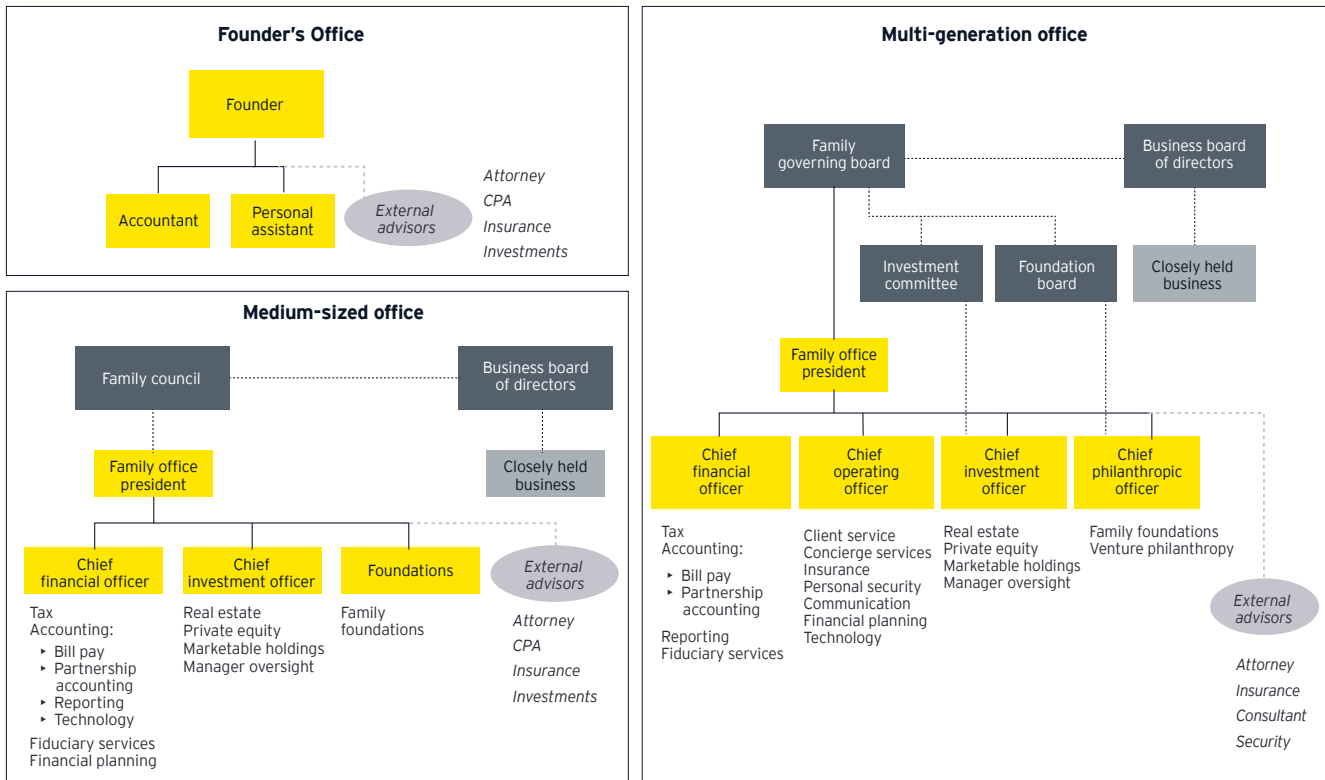 Founder's Office
Founder
Accountant
Personal
assistant
External
advisors
Attorney
CPA
Insurance
Investments
Medium-sized office
Family council
Business board
of directors
Family office
president
Closely held
business
Chief
financial officer
Chief
investment officer
Foundations
External
advisors
Tax
Accounting:
‣ Bill pay
‣ Partnership
accounting
‣ Reporting
‣ Technology
Fiduciary services
Financial planning
Real estate
Private equity
Marketable holdings
Manager oversight
Family
foundations
Attorney
CPA
Insurance
Investments
Multi-generation office
Family
governing board
Business board
of directors
Investment
committee
Foundation
board
Closely held
business
Family office
president
Chief
financial
officer
Chief
operating
officer
Chief
investment
officer
Chief
philanthropic
officer
Tax
Accounting:
‣ Bill pay
‣ Partnership
accounting
Reporting
Fiduciary services
Client service
Concierge services
Insurance
Personal security
Communication
Financial planning
Technology
Real estate
Private equity
Marketable holdings
Manager oversight
Family foundations
Venture philanthropy
External
advisors
Attorney
Insurance
Consultant
Security